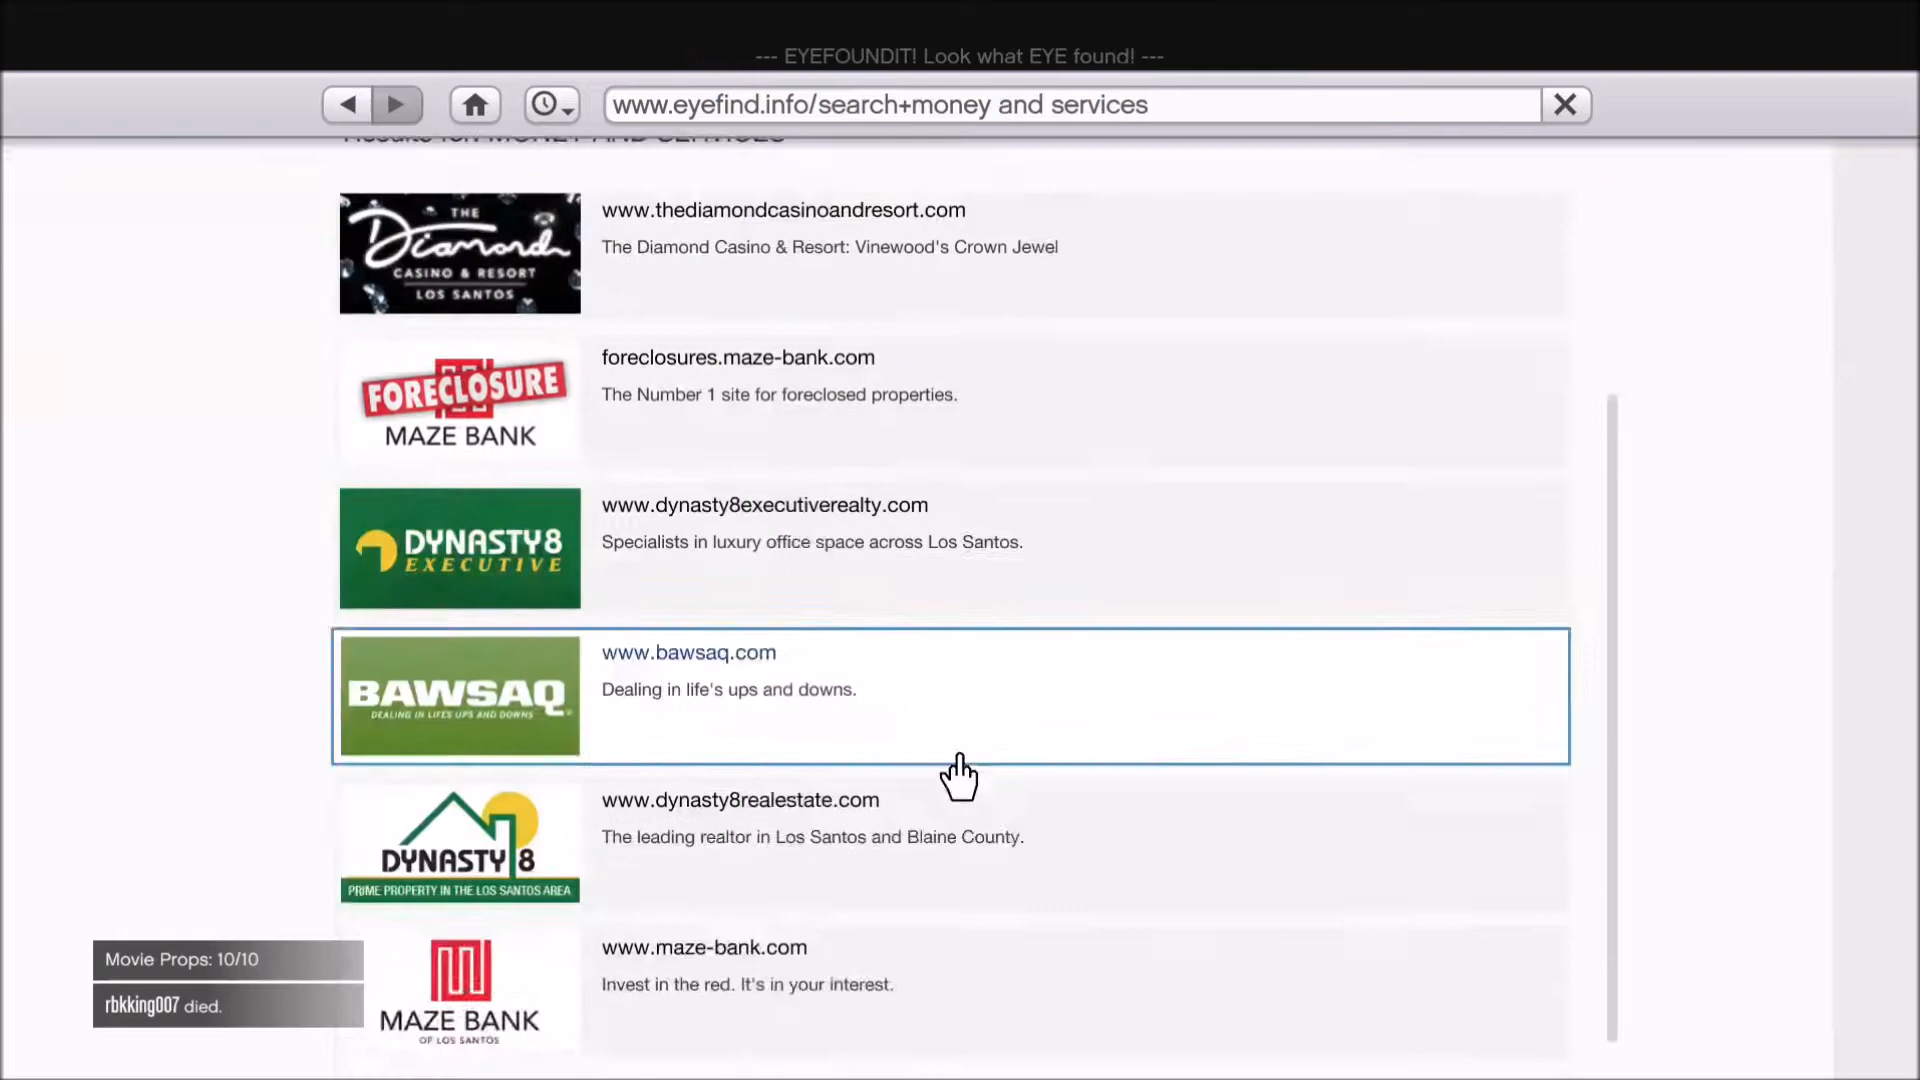 --- EYEFOUNDIT! Look what EYE found! ---
www.eyefind.info/search+money and services
Results for: MONEY AND SERVICES
THE
Diamond
CASINO & RESORT
LOS SANTOS
www.thediamondcasinoandresort.com
The Diamond Casino & Resort: Vinewood's Crown Jewel
FORECLOSURE
MAZE BANK
foreclosures.maze-bank.com
The Number 1 site for foreclosed properties.
DYNASTY8
EXECUTIVE
www.dynasty8executiverealty.com
Specialists in luxury office space across Los Santos.
BAWSAQ
DEALING IN LIFE'S UPS AND DOWNS
www.bawsaq.com
Dealing in life's ups and downs.
DYNASTY 8
PRIME PROPERTY IN THE LOS SANTOS AREA
www.dynasty8realestate.com
The leading realtor in Los Santos and Blaine County.
MAZE BANK
OF LOS SANTOS
www.maze-bank.com
Invest in the red. It's in your interest.
Movie Props: 10/10
rbkking007 died.